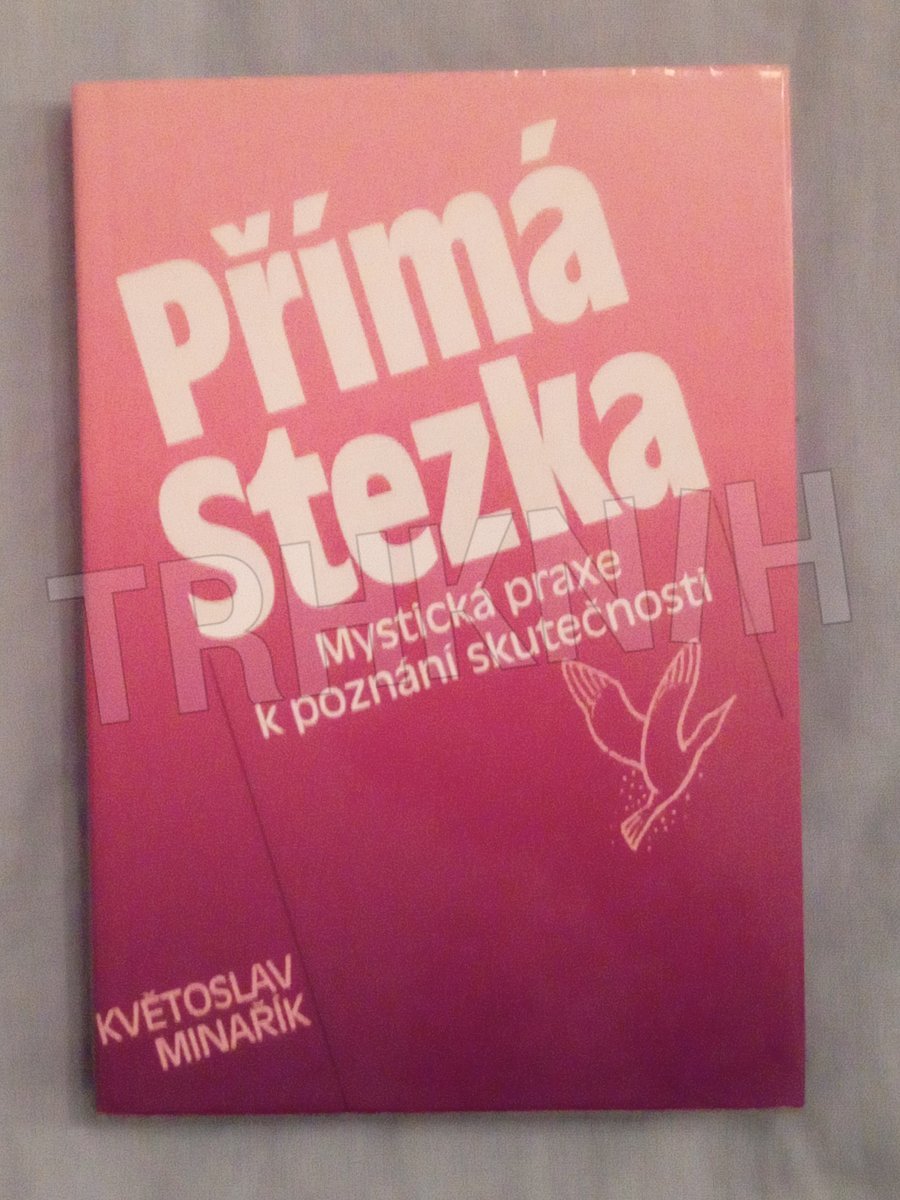 Přímá
Stezka
Mystická praxe
k poznání skutečnosti
TRHKNIH
KVĚTOSLAV
MINAŘÍK